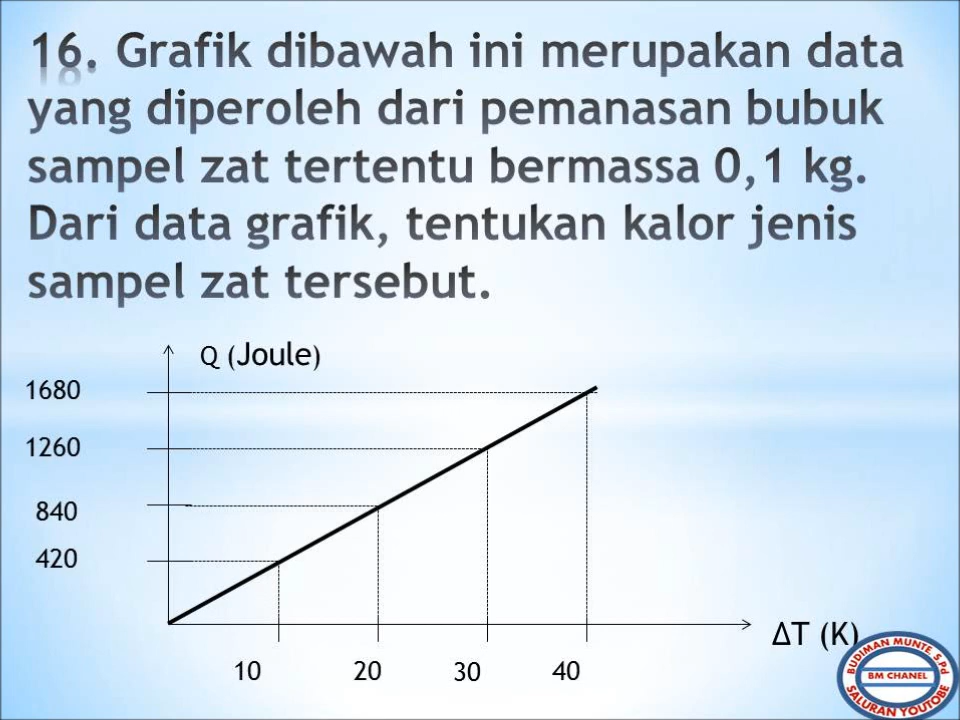 16. Grafik dibawah ini merupakan data
yang diperoleh dari pemanasan bubuk
sampel zat tertentu bermassa 0,1 kg.
Dari data grafik, tentukan kalor jenis
sampel zat tersebut.
Q (Joule)
1680
1260
840
420
ΔT (K)
10 20 30 40
BUDIMAN MUNTE, S.Pd
BM CHANEL
SALURAN YOUTOBE